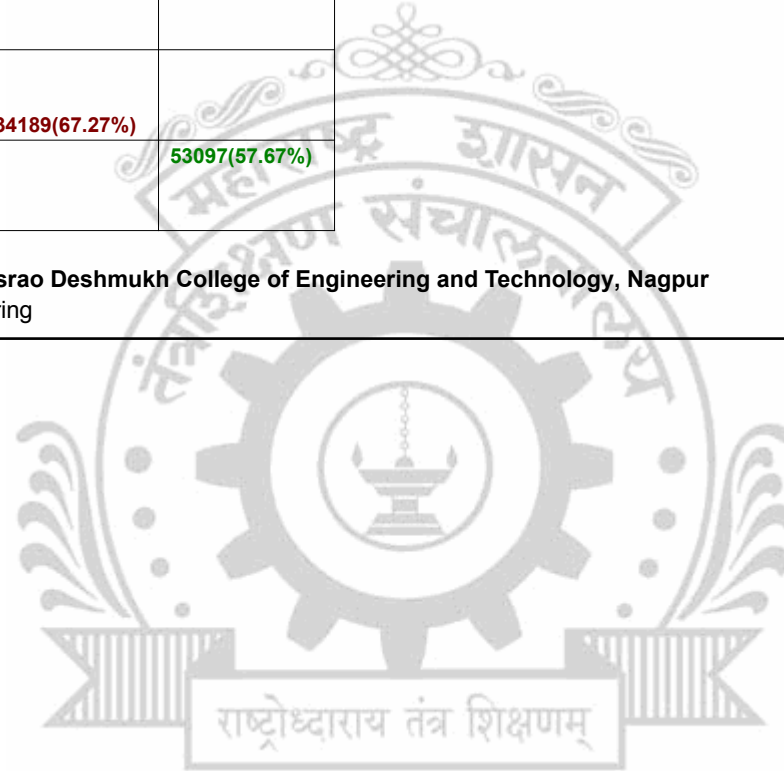 34189(67.27%)
53097(57.67%)
srao Deshmukh College of Engineering and Technology, Nagpur
ring
महाराष्ट्र शासन
तंत्रशिक्षण संचालनालय
राष्ट्रोध्दाराय तंत्र शिक्षणम्